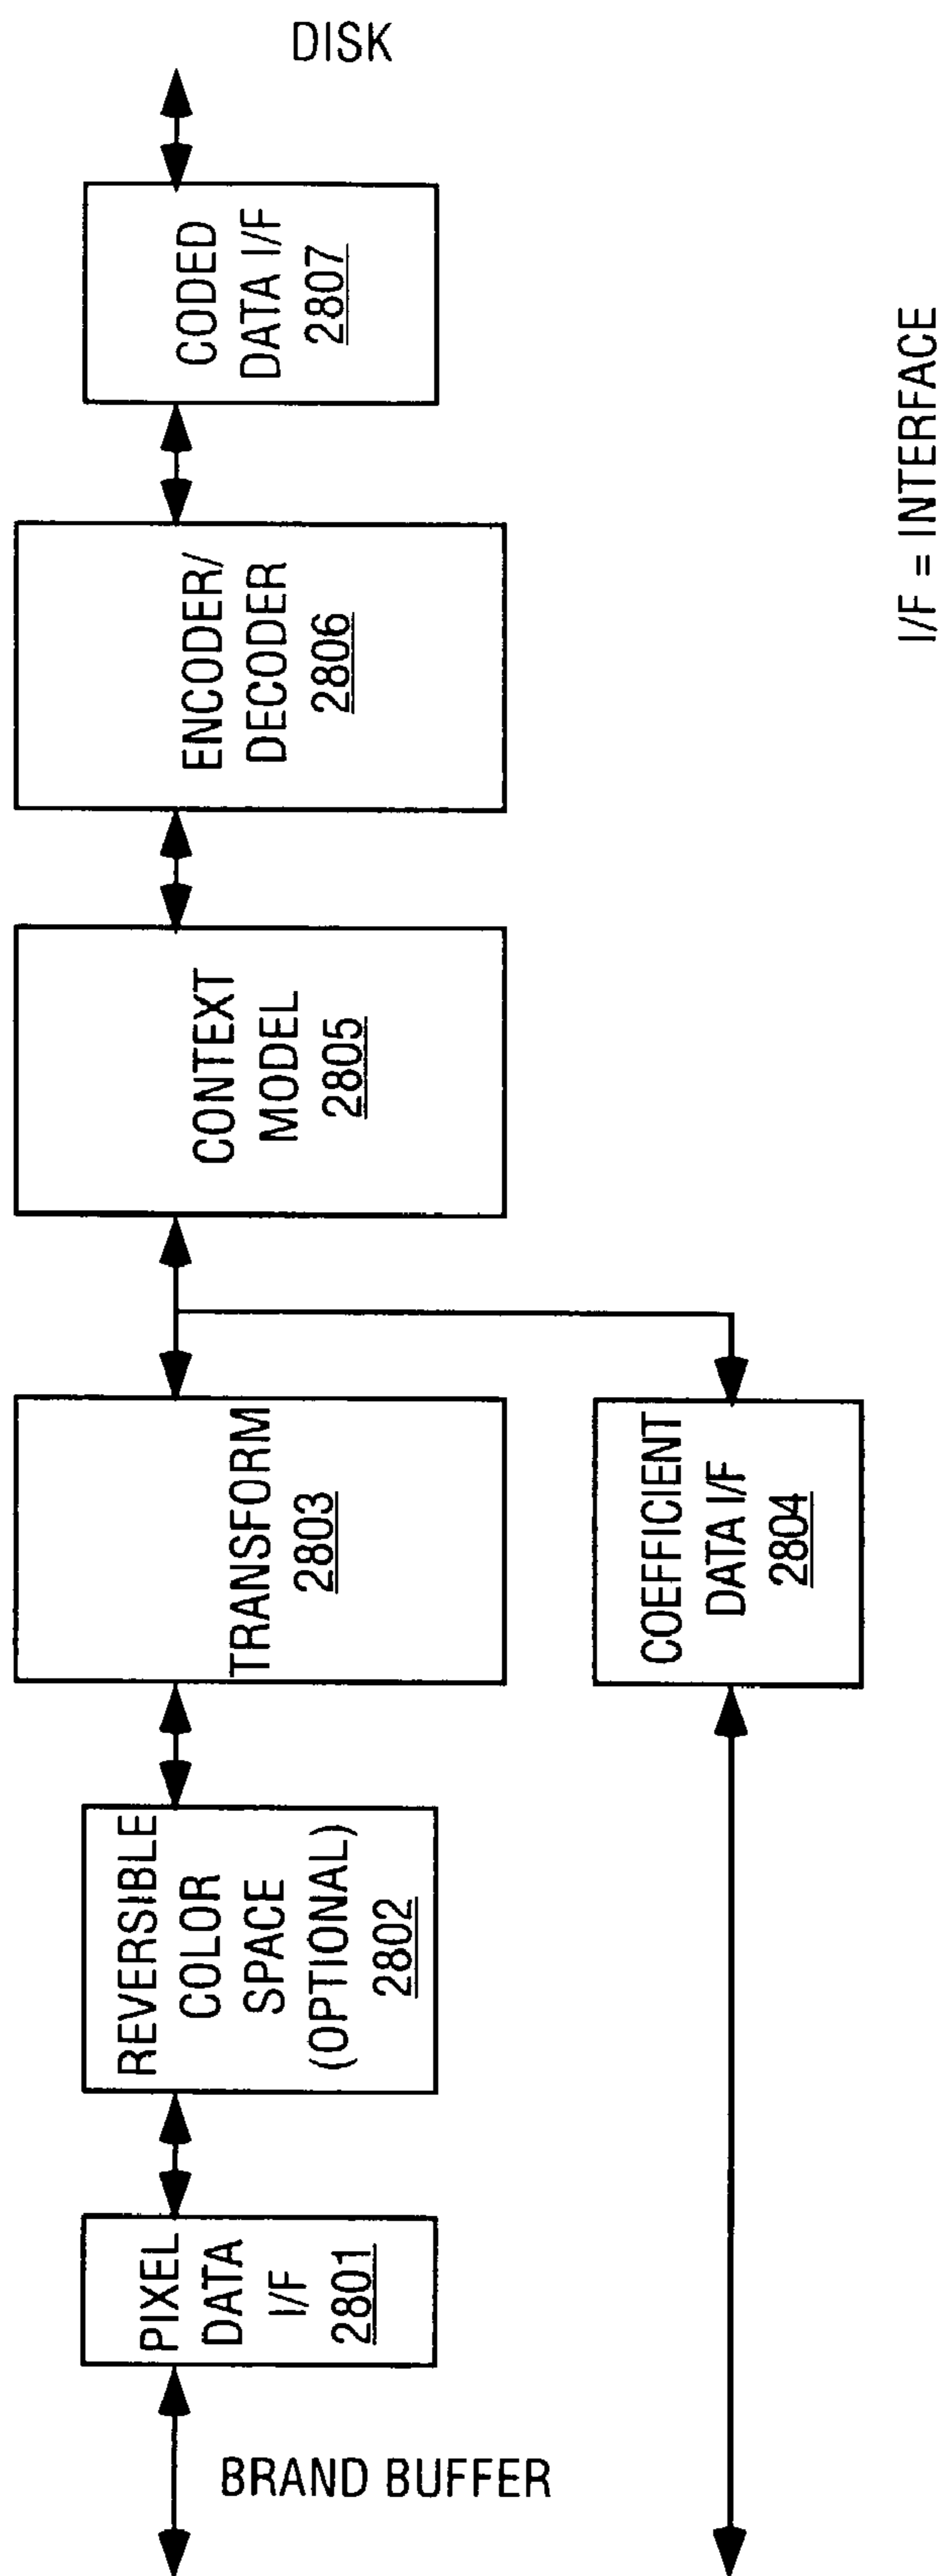 BRAND BUFFER
PIXEL
DATA
I/F
2801
REVERSIBLE
COLOR
SPACE
(OPTIONAL)
2802
TRANSFORM
2803
COEFFICIENT
DATA I/F
2804
CONTEXT
MODEL
2805
ENCODER/
DECODER
2806
CODED
DATA I/F
2807
DISK
I/F = INTERFACE